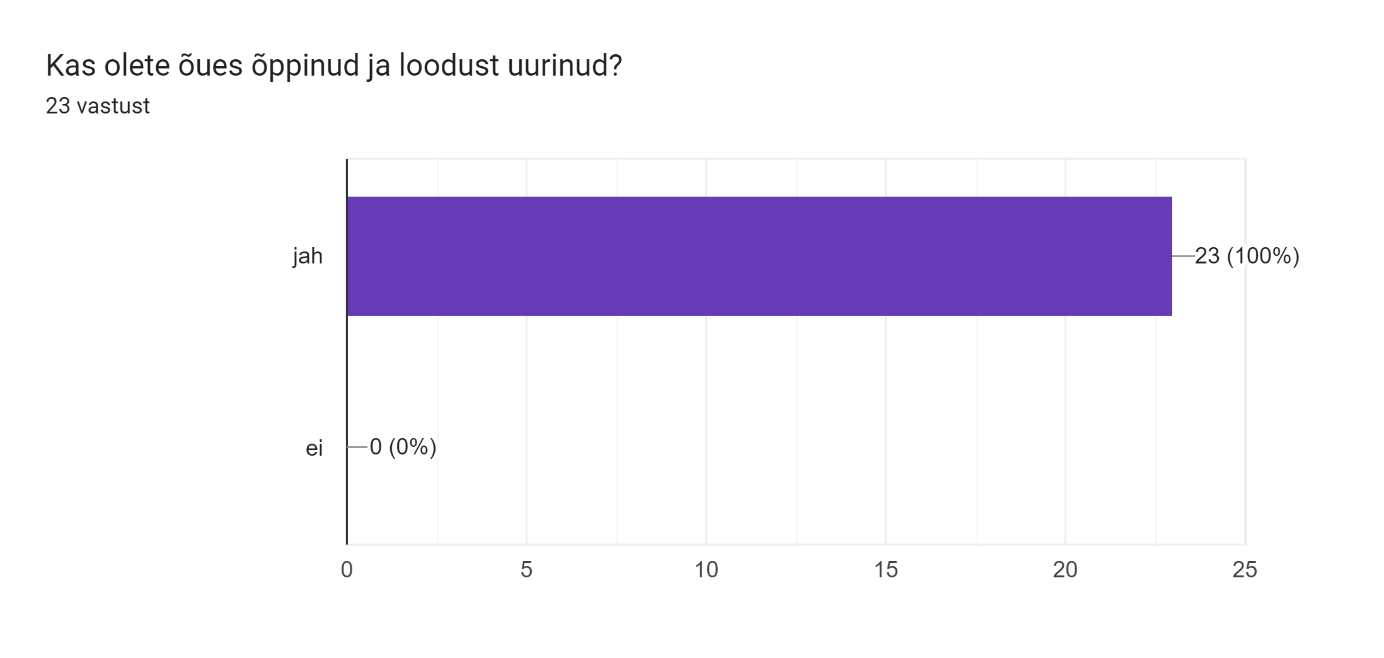 Kas olete õues õppinud ja loodust uurinud?
23 vastust
jah
23 (100%)
ei
0 (0%)
0 5 10 15 20 25